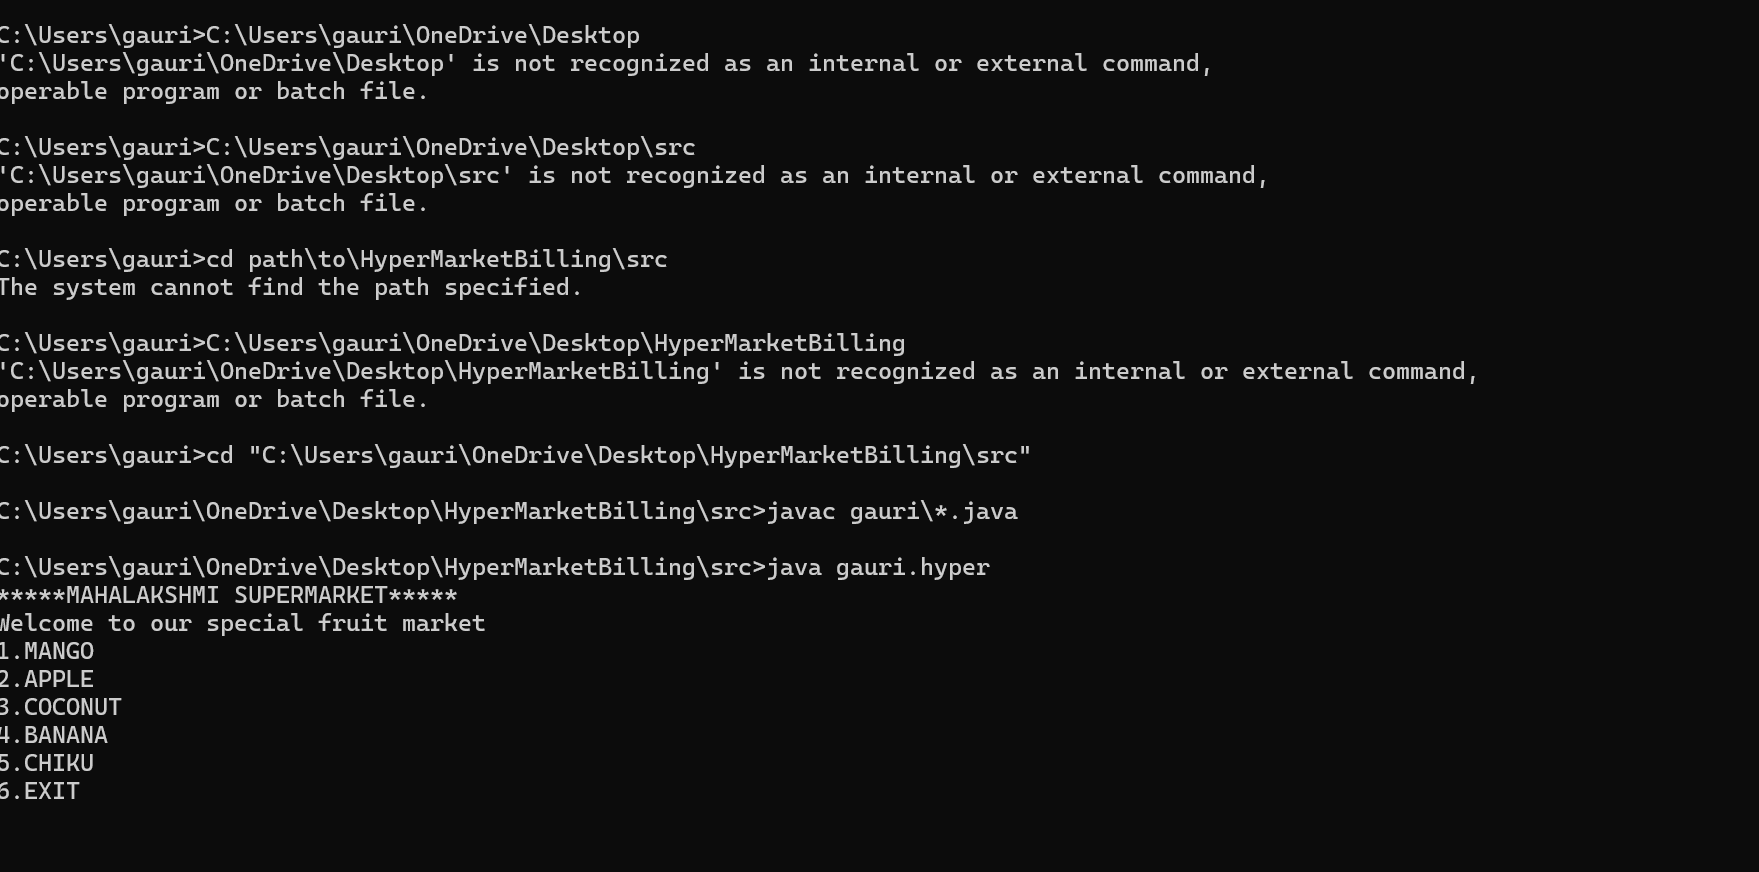 C:\Users\gauri>C:\Users\gauri\OneDrive\Desktop
'C:\Users\gauri\OneDrive\Desktop' is not recognized as an internal or external command,
operable program or batch file.
C:\Users\gauri>C:\Users\gauri\OneDrive\Desktop\src
'C:\Users\gauri\OneDrive\Desktop\src' is not recognized as an internal or external command,
operable program or batch file.
C:\Users\gauri>cd path\to\HyperMarketBilling\src
The system cannot find the path specified.
C:\Users\gauri>C:\Users\gauri\OneDrive\Desktop\HyperMarketBilling
'C:\Users\gauri\OneDrive\Desktop\HyperMarketBilling' is not recognized as an internal or external command,
operable program or batch file.
C:\Users\gauri>cd "C:\Users\gauri\OneDrive\Desktop\HyperMarketBilling\src"
C:\Users\gauri\OneDrive\Desktop\HyperMarketBilling\src>javac gauri\*.java
C:\Users\gauri\OneDrive\Desktop\HyperMarketBilling\src>java gauri.hyper
*****MAHALAKSHMI SUPERMARKET*****
Welcome to our special fruit market
1.MANGO
2.APPLE
3.COCONUT
4.BANANA
5.CHIKU
6.EXIT